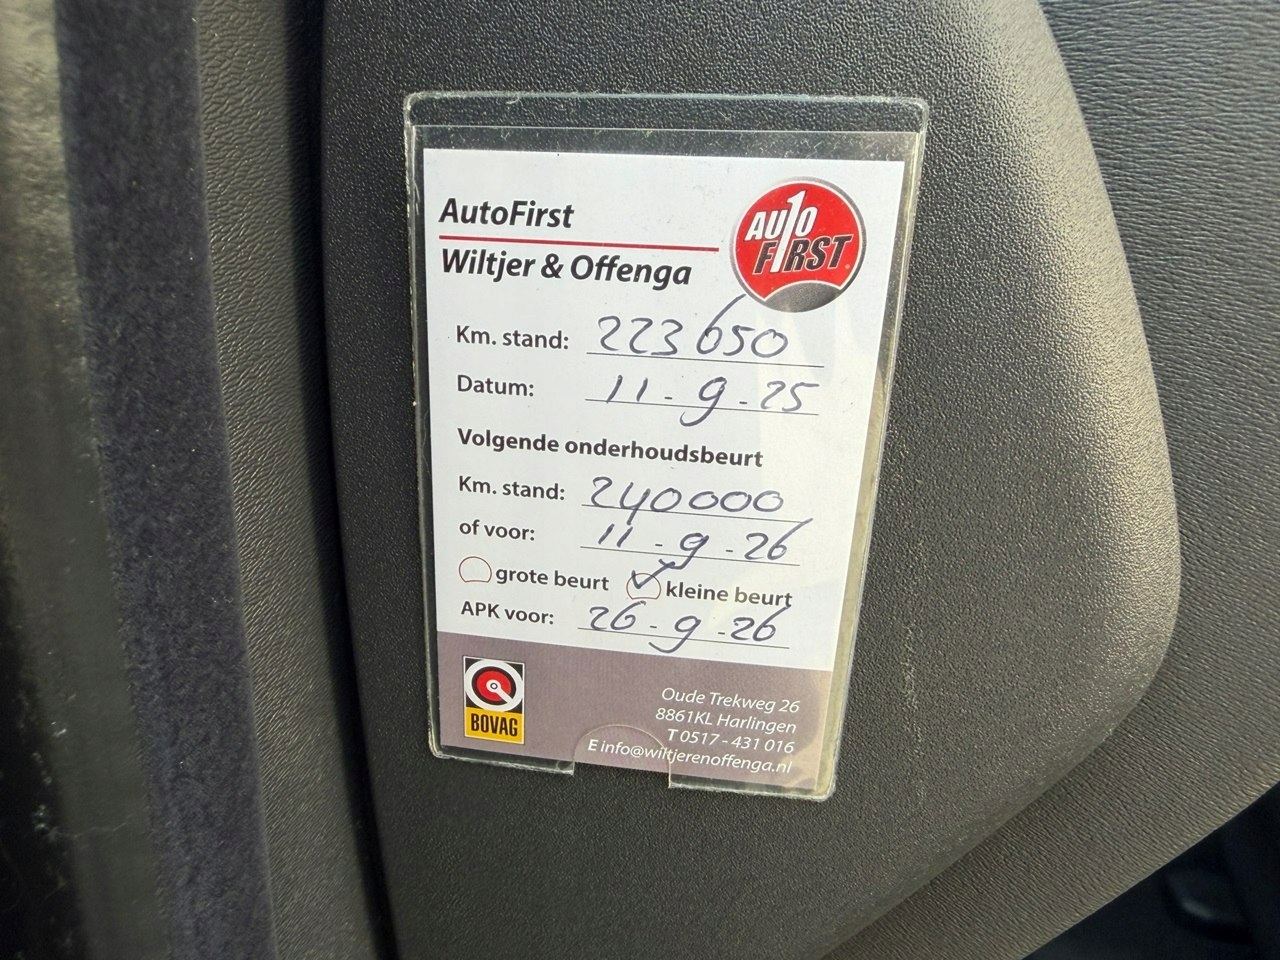 AutoFirst
Wiltjer & Offenga
AUTO
FIRST
Km. stand: 223650
Datum: 11-9-25
Volgende onderhoudsbeurt
Km. stand: 240000
of voor: 11-9-26
grote beurt kleine beurt
APK voor: 26-9-26
BOVAG
Oude Trekweg 26
8861KL Harlingen
T 0517 - 431 016
E info@wiltjerenoffenga.nl